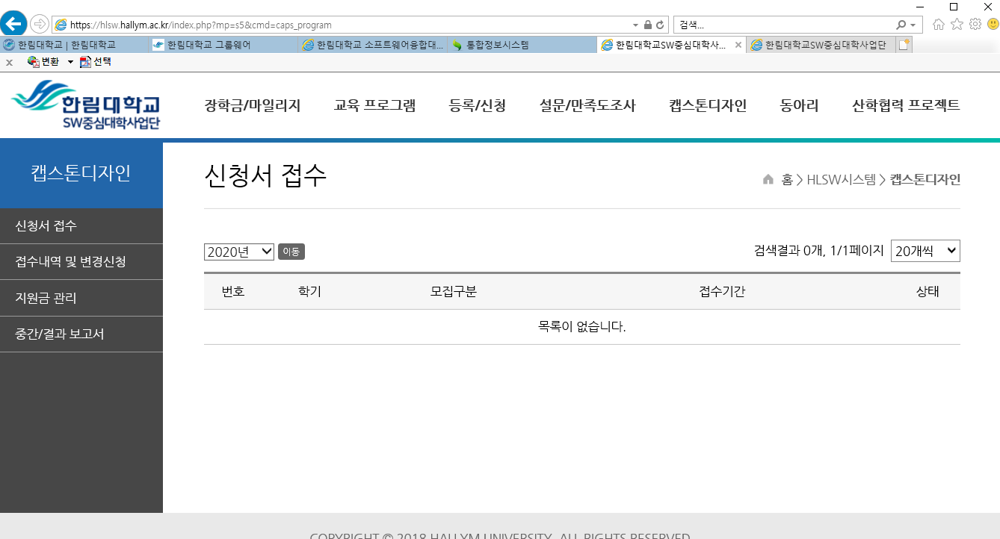 https://hlsw.hallym.ac.kr/index.php?mp=s5&cmd=caps_program
검색...
한림대학교 | 한림대학교
한림대학교 그룹웨어
한림대학교 소프트웨어융합대...
통합정보시스템
한림대학교SW중심대학사...
한림대학교SW중심대학사업단
x 변환 선택
한림대학교
SW중심대학사업단
장학금/마일리지 교육 프로그램 등록/신청 설문/만족도조사 캡스톤디자인 동아리 산학협력 프로젝트
캡스톤디자인
신청서 접수
접수내역 및 변경신청
지원금 관리
중간/결과 보고서
신청서 접수
홈 > HLSW시스템 > 캡스톤디자인
2020년 이동
검색결과 0개, 1/1페이지 20개씩
번호 학기 모집구분 접수기간 상태
목록이 없습니다.
COPYRIGHT © 2018 HALLYM UNIVERSITY. ALL RIGHTS RESERVED